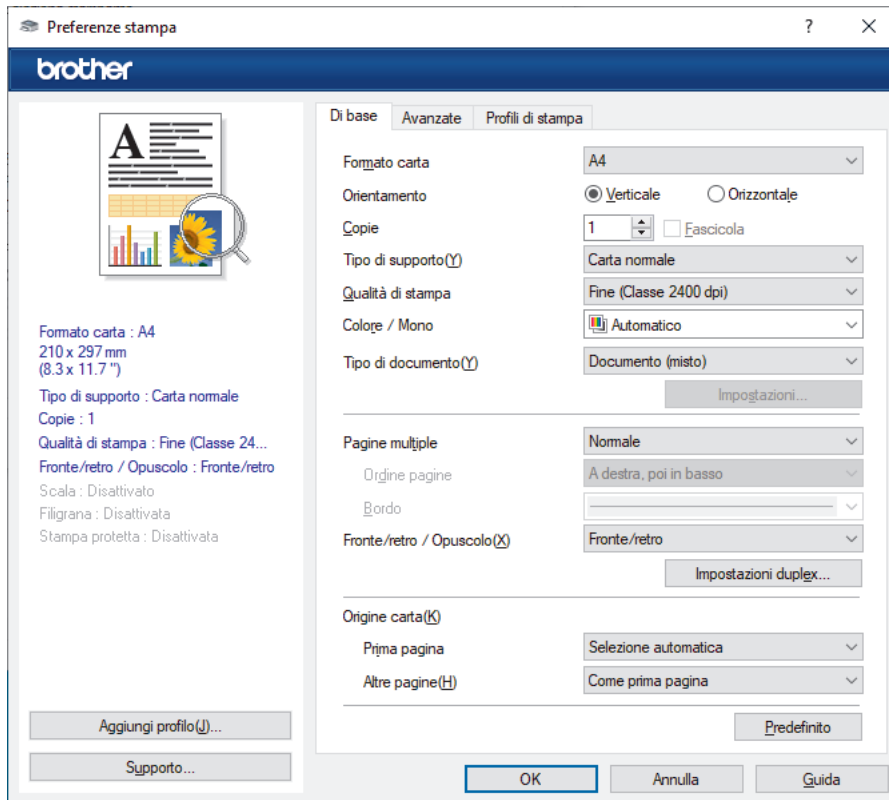 Preferenze stampa
?
brother
A
Formato carta : A4
210 x 297 mm
(8.3 x 11.7 ")
Tipo di supporto : Carta normale
Copie : 1
Qualità di stampa : Fine (Classe 24...
Fronte/retro / Opuscolo : Fronte/retro
Scala : Disattivato
Filigrana : Disattivata
Stampa protetta : Disattivata
Aggiungi profilo(J)...
Supporto...
Di base Avanzate Profili di stampa
Formato carta A4
Orientamento Verticale Orizzontale
Copie 1 Fascicola
Tipo di supporto(Y) Carta normale
Qualità di stampa Fine (Classe 2400 dpi)
Colore / Mono Automatico
Tipo di documento(Y) Documento (misto)
Impostazioni...
Pagine multiple Normale
Ordine pagine A destra, poi in basso
Bordo
Fronte/retro / Opuscolo(X) Fronte/retro
Impostazioni duplex...
Origine carta(K)
Prima pagina Selezione automatica
Altre pagine(H) Come prima pagina
Predefinito
OK Annulla Guida